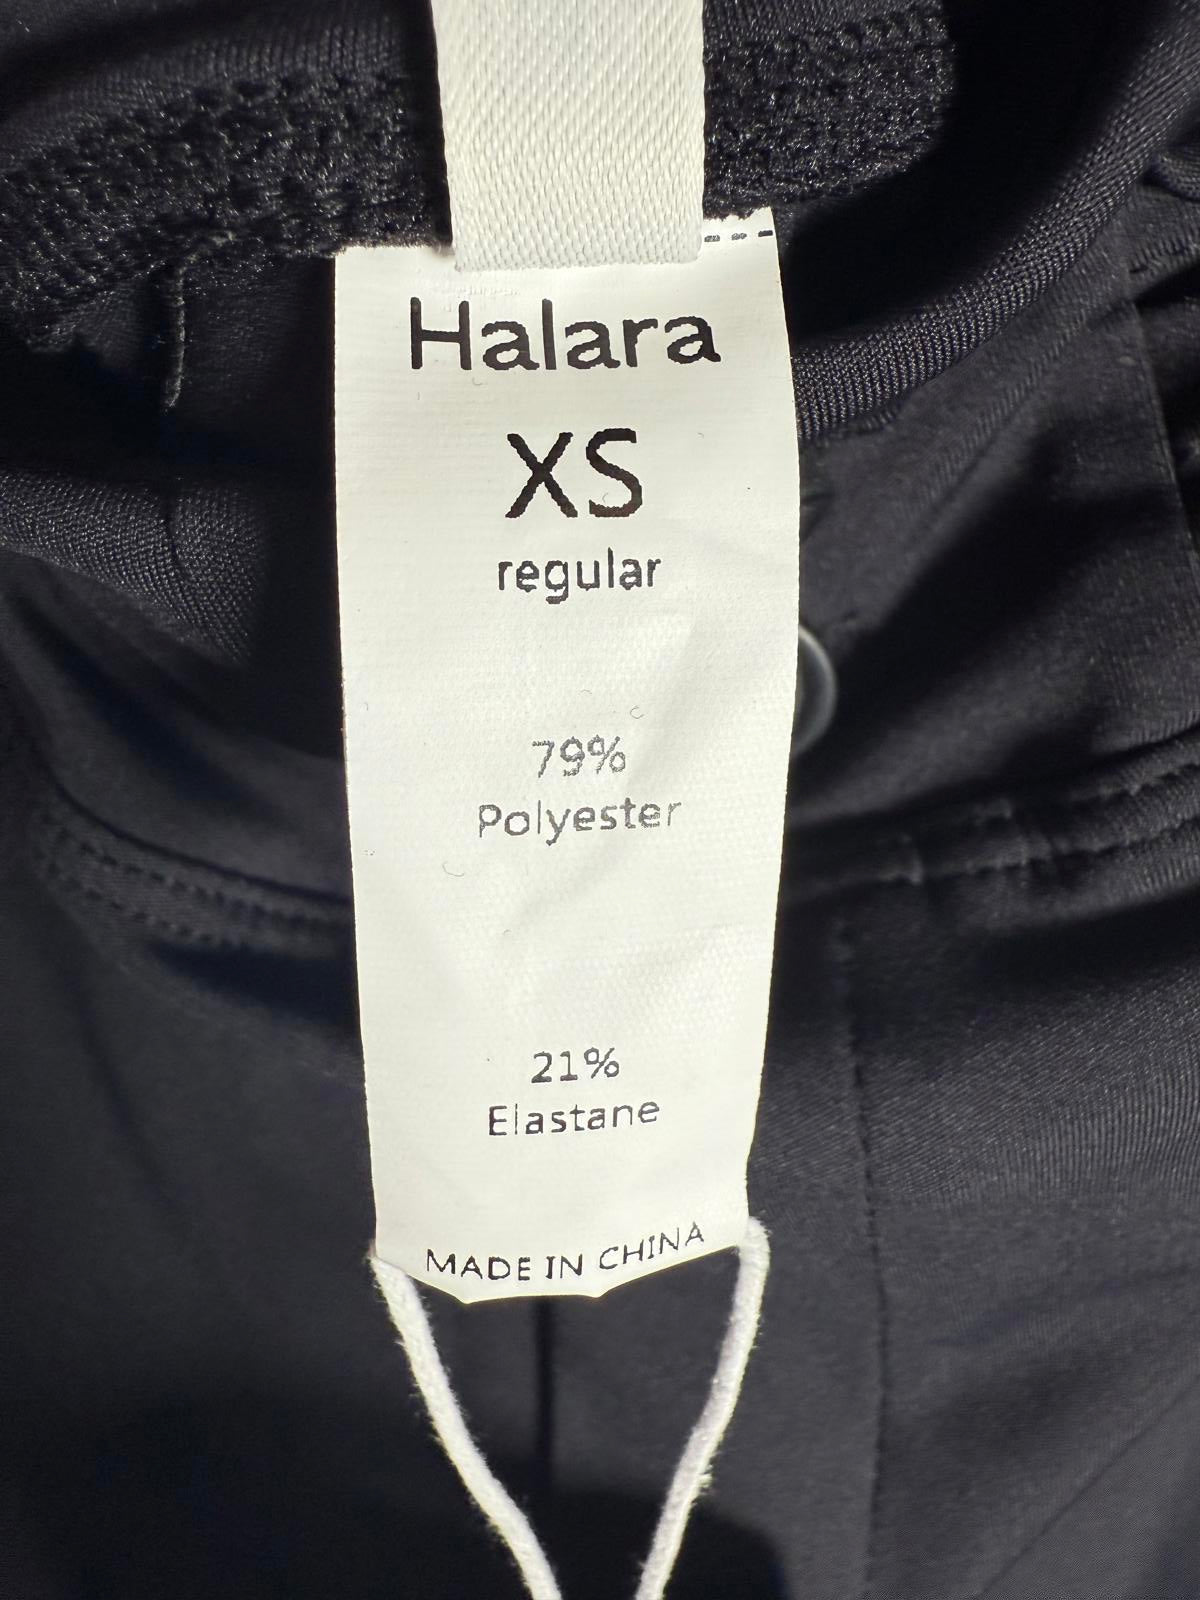 Halara
XS
regular
79%
Polyester
21%
Elastane
MADE IN CHINA